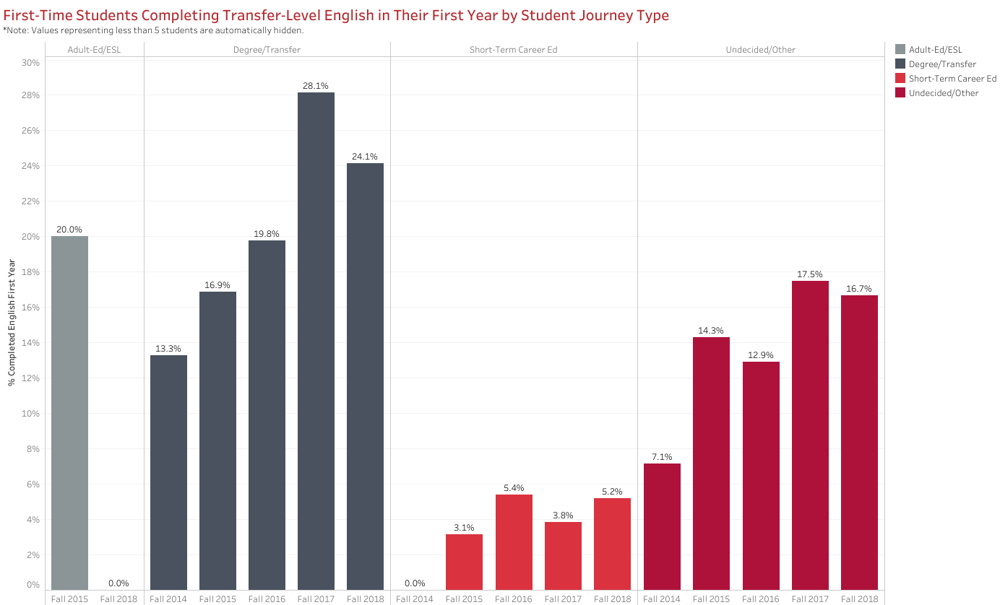 First-Time Students Completing Transfer-Level English in Their First Year by Student Journey Type
*Note: Values representing less than 5 students are automatically hidden.
Adult-Ed/ESL Degree/Transfer Short-Term Career Ed Undecided/Other
Adult-Ed/ESL
Degree/Transfer
Short-Term Career Ed
Undecided/Other
% Completed English First Year
30%
28%
26%
24%
22%
20%
18%
16%
14%
12%
10%
8%
6%
4%
2%
0%
20.0% 0.0% 13.3% 16.9% 19.8% 28.1% 24.1% 0.0% 3.1% 5.4% 3.8% 5.2% 7.1% 14.3% 12.9% 17.5% 16.7%
Fall 2015 Fall 2018 Fall 2014 Fall 2015 Fall 2016 Fall 2017 Fall 2018 Fall 2014 Fall 2015 Fall 2016 Fall 2017 Fall 2018 Fall 2014 Fall 2015 Fall 2016 Fall 2017 Fall 2018